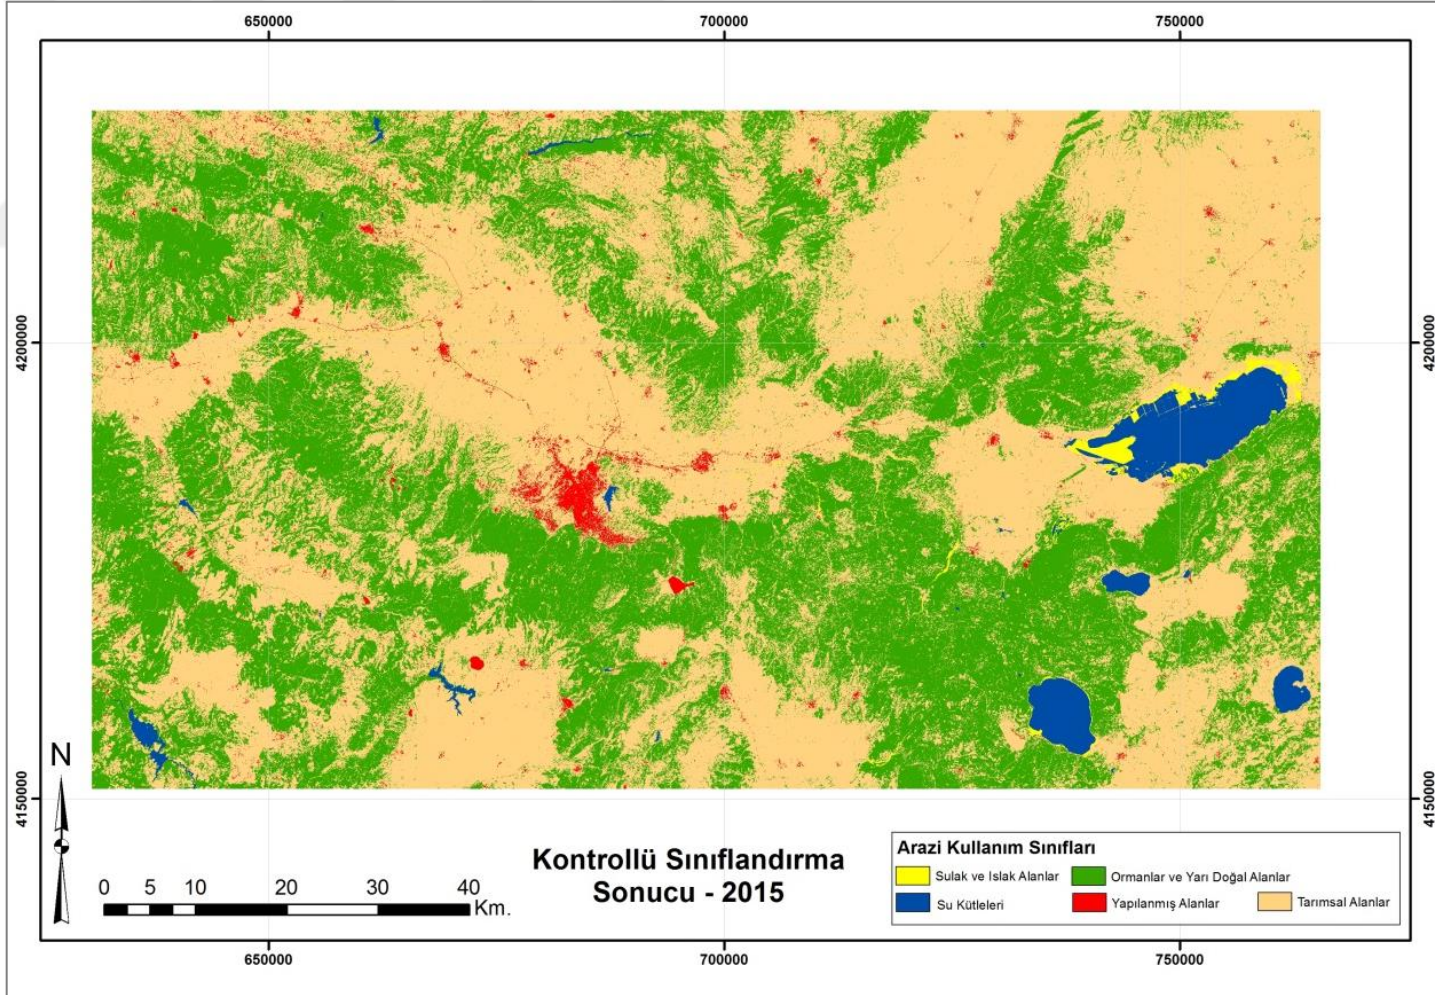 650000 700000 750000
4200000 4200000
4150000 4150000
N
0 5 10 20 30 40
Km.
Kontrollü Sınıflandırma
Sonucu - 2015
Arazi Kullanım Sınıfları
Sulak ve Islak Alanlar Ormanlar ve Yarı Doğal Alanlar
Su Kütleleri Yapılanmış Alanlar Tarımsal Alanlar
650000 700000 750000